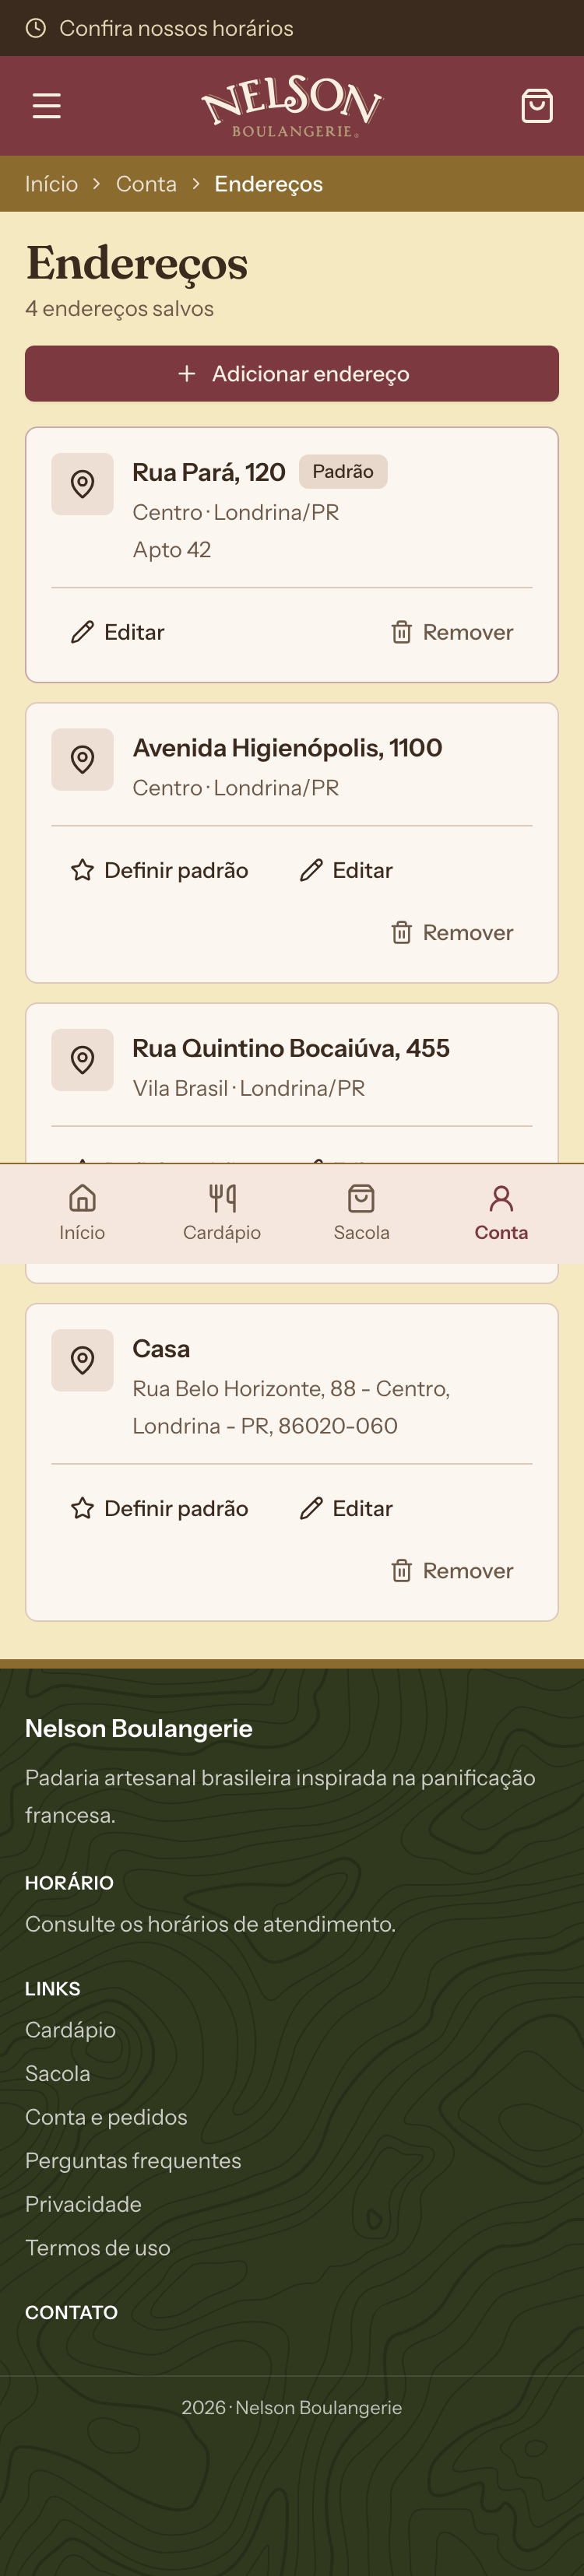 Confira nossos horários
NELSON
BOULANGERIE
Início > Conta > Endereços
Endereços
4 endereços salvos
+ Adicionar endereço
Rua Pará, 120 Padrão
Centro · Londrina/PR
Apto 42
Editar Remover
Avenida Higienópolis, 1100
Centro · Londrina/PR
Definir padrão Editar
Remover
Rua Quintino Bocaiúva, 455
Vila Brasil · Londrina/PR
Início Cardápio Sacola Conta
Casa
Rua Belo Horizonte, 88 - Centro,
Londrina - PR, 86020-060
Definir padrão Editar
Remover
Nelson Boulangerie
Padaria artesanal brasileira inspirada na panificação
francesa.
HORÁRIO
Consulte os horários de atendimento.
LINKS
Cardápio
Sacola
Conta e pedidos
Perguntas frequentes
Privacidade
Termos de uso
CONTATO
2026 · Nelson Boulangerie